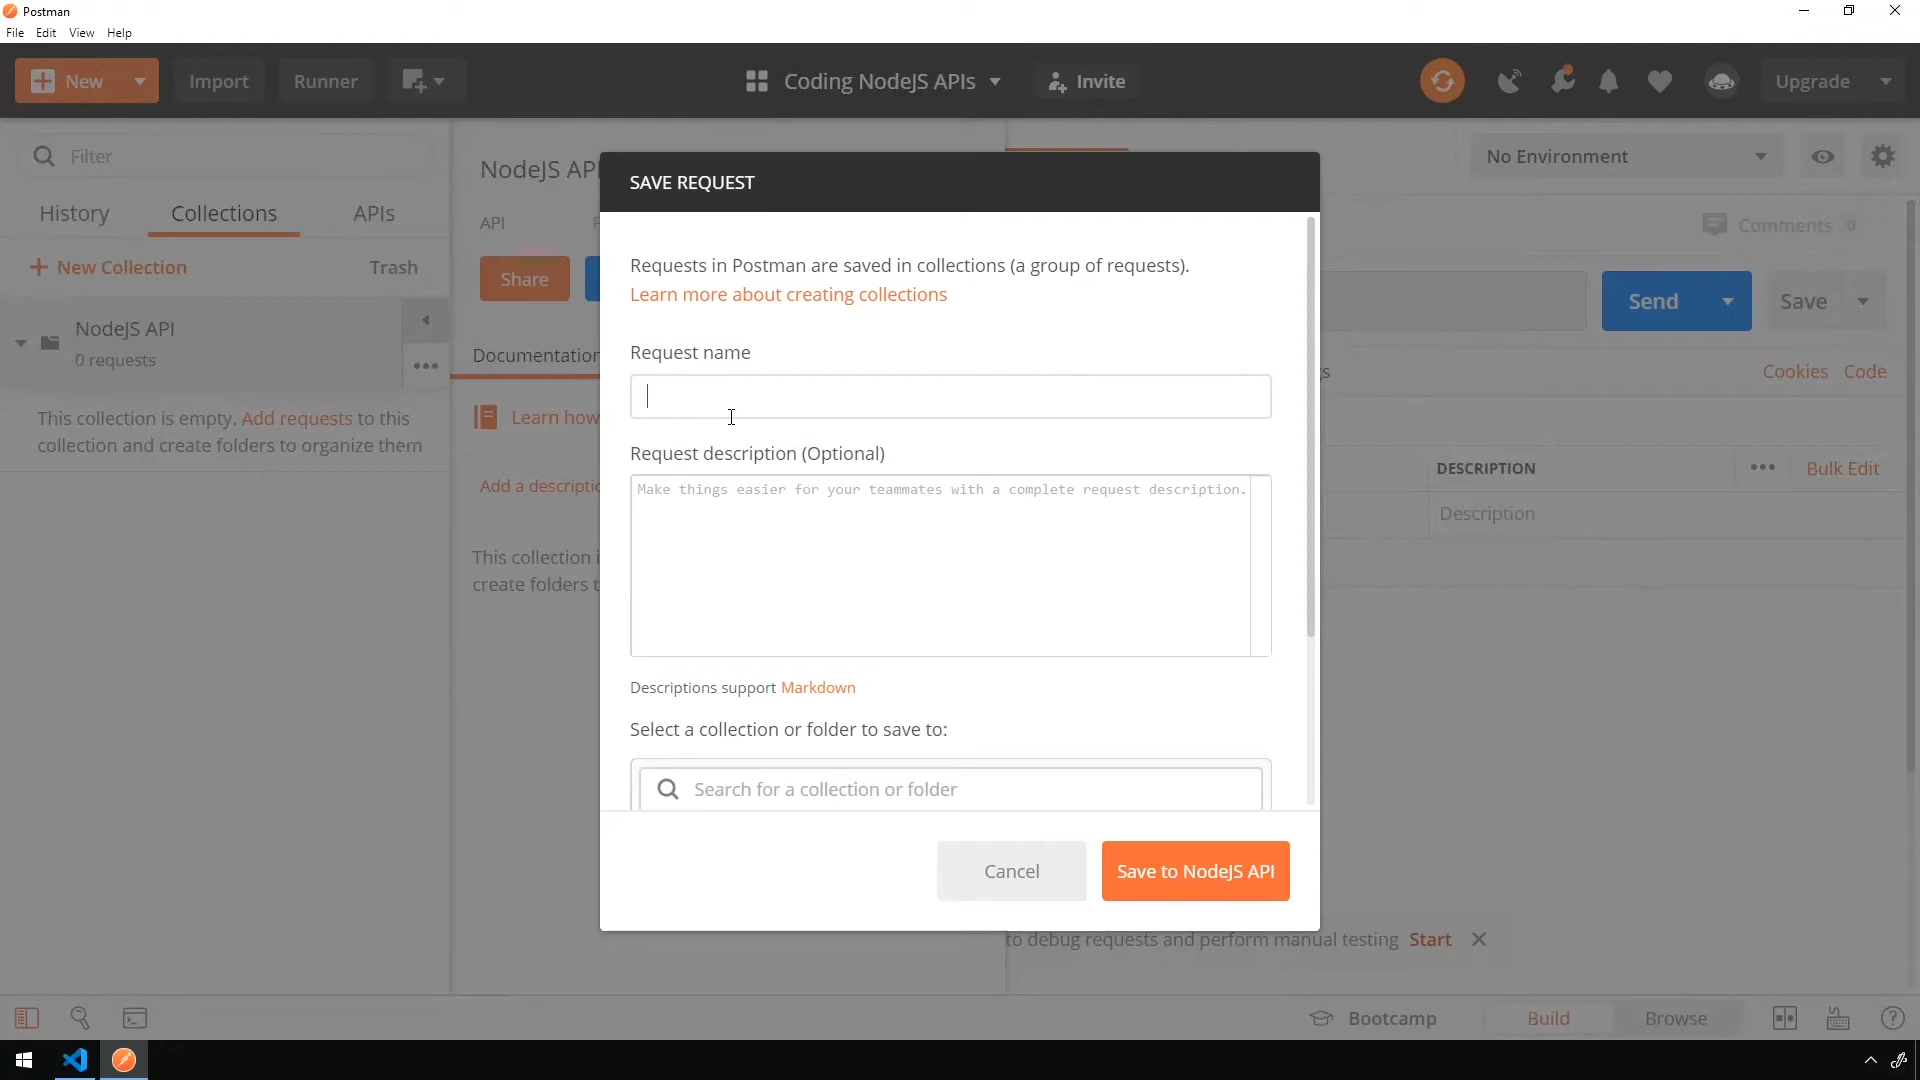 Postman
File Edit View Help
New Import Runner Coding NodeJS APIs Invite Upgrade
Filter
History Collections APIs
New Collection Trash
NodeJS API
0 requests
This collection is empty. Add requests to this
collection and create folders to organize them
NodeJS API
API
Share
Documentation
Learn how
Add a descriptio
This collection i
create folders t
SAVE REQUEST
Requests in Postman are saved in collections (a group of requests).
Learn more about creating collections
Request name
Request description (Optional)
Make things easier for your teammates with a complete request description.
Descriptions support Markdown
Select a collection or folder to save to:
Search for a collection or folder
Cancel Save to NodeJS API
No Environment
Comments 0
Send Save
gs Cookies Code
DESCRIPTION Bulk Edit
Description
to debug requests and perform manual testing Start
Bootcamp Build Browse